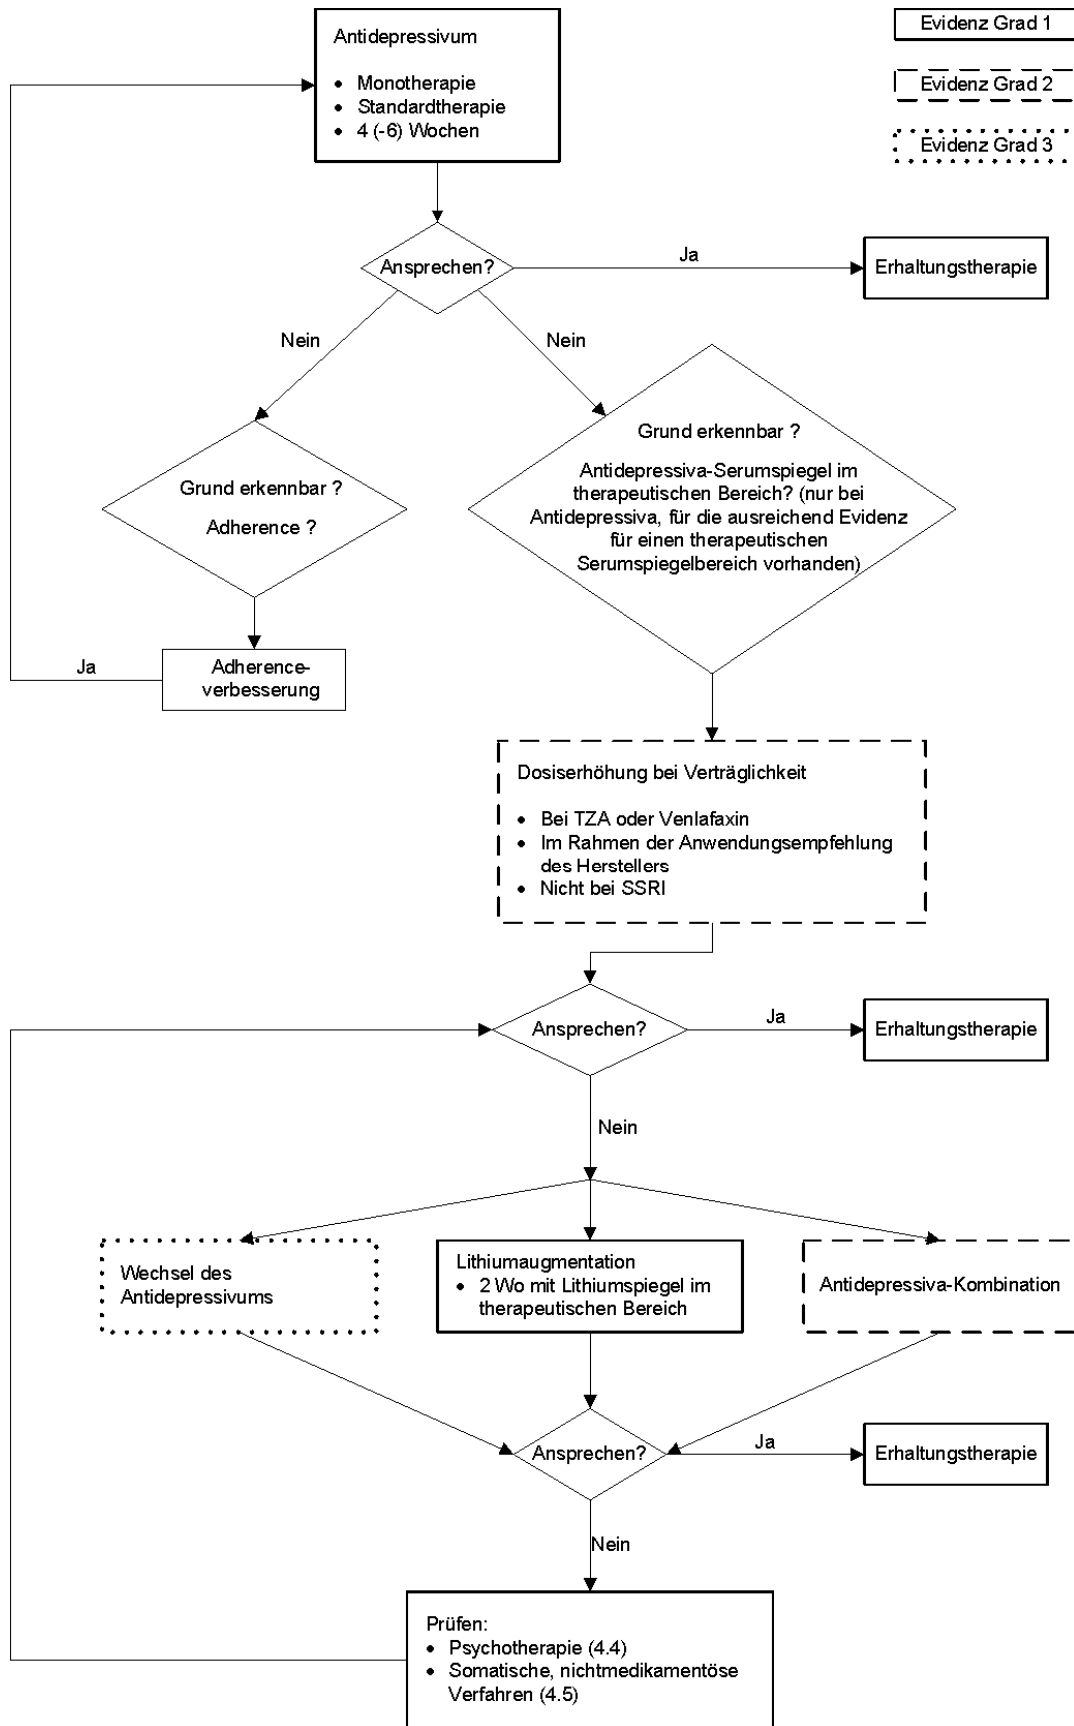 Antidepressivum
• Monotherapie
• Standardtherapie
• 4 (-6) Wochen
Evidenz Grad 1
Evidenz Grad 2
Evidenz Grad 3
Ansprechen?
Ja
Erhaltungstherapie
Nein
Nein
Grund erkennbar ?
Adherence ?
Grund erkennbar ?
Antidepressiva-Serumspiegel im
therapeutischen Bereich? (nur bei
Antidepressiva, für die ausreichend Evidenz
für einen therapeutischen
Serumspiegelbereich vorhanden)
Ja
Adherence-
verbesserung
Dosiserhöhung bei Verträglichkeit
• Bei TZA oder Venlafaxin
• Im Rahmen der Anwendungsempfehlung
des Herstellers
• Nicht bei SSRI
Ansprechen?
Ja
Erhaltungstherapie
Nein
Wechsel des
Antidepressivums
Lithiumaugmentation
• 2 Wo mit Lithiumspiegel im
therapeutischen Bereich
Antidepressiva-Kombination
Ansprechen?
Ja
Erhaltungstherapie
Nein
Prüfen:
• Psychotherapie (4.4)
• Somatische, nichtmedikamentöse
Verfahren (4.5)